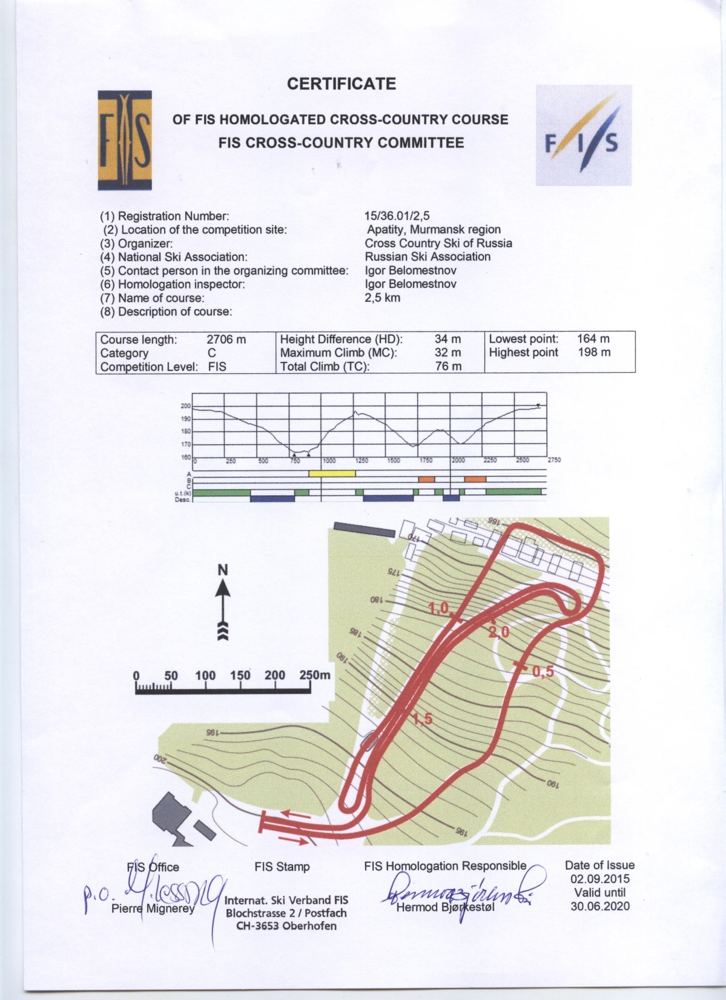 CERTIFICATE
OF FIS HOMOLOGATED CROSS-COUNTRY COURSE
FIS CROSS-COUNTRY COMMITTEE
FIS
F I S
(1) Registration Number: 15/36.01/2,5
(2) Location of the competition site: Apatity, Murmansk region
(3) Organizer: Cross Country Ski of Russia
(4) National Ski Association: Russian Ski Association
(5) Contact person in the organizing committee: Igor Belomestnov
(6) Homologation inspector: Igor Belomestnov
(7) Name of course: 2,5 km
(8) Description of course:
Course length: 2706 m Height Difference (HD): 34 m Lowest point: 164 m
Category C Maximum Climb (MC): 32 m Highest point 198 m
Competition Level: FIS Total Climb (TC): 76 m
200
190
180
170
160
0 250 500 750 1000 1250 1500 1750 2000 2250 2500 2750
A
B
C
u.t.(k)
Desc.
165
170
175
180
1.0
2,0
185
190
N
0,5
0 50 100 150 200 250m
1,5
195
200
190
195
FIS Office FIS Stamp FIS Homologation Responsible Date of Issue
02.09.2015
p.o.
Valid until
Pierre Mignerey Internat. Ski Verband FIS Hermod Bjørkestøl 30.06.2020
Blochstrasse 2 / Postfach
CH-3653 Oberhofen